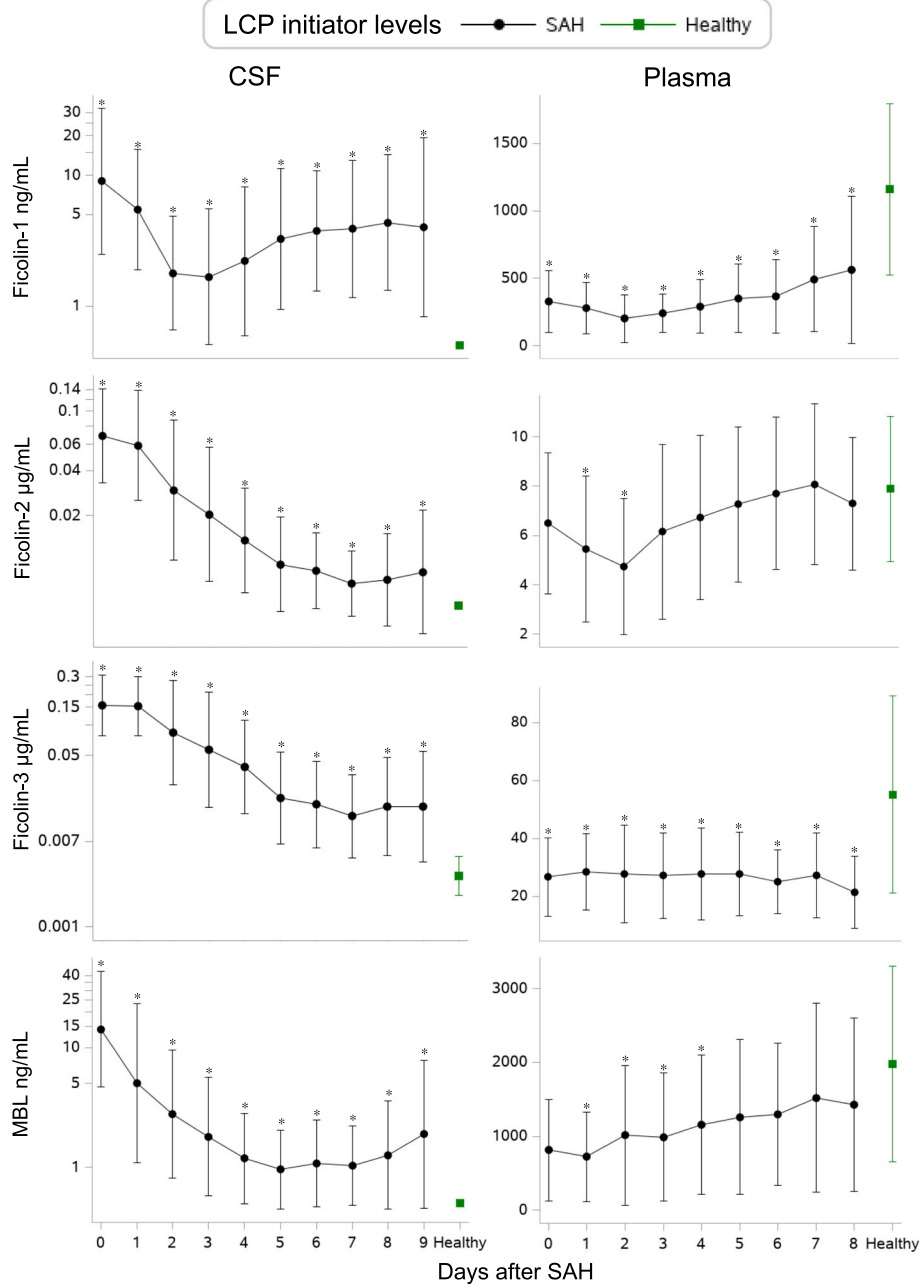 LCP initiator levels SAH Healthy
CSF Plasma
Ficolin-1 ng/mL
30
20
10
5
1
1500
1000
500
0
* * * * * * * * * *
* * * * * * * * *
Ficolin-2 µg/mL
0.14
0.1
0.06
0.04
0.02
10
8
6
4
2
* * * * * * * * * *
* *
Ficolin-3 µg/mL
0.3
0.15
0.05
0.007
0.001
80
60
40
20
* * * * * * * * * *
* * * * * * * * *
MBL ng/mL
40
25
15
10
5
1
3000
2000
1000
0
* * * * * * * * * *
* * * *
0 1 2 3 4 5 6 7 8 9 Healthy 0 1 2 3 4 5 6 7 8 Healthy
Days after SAH